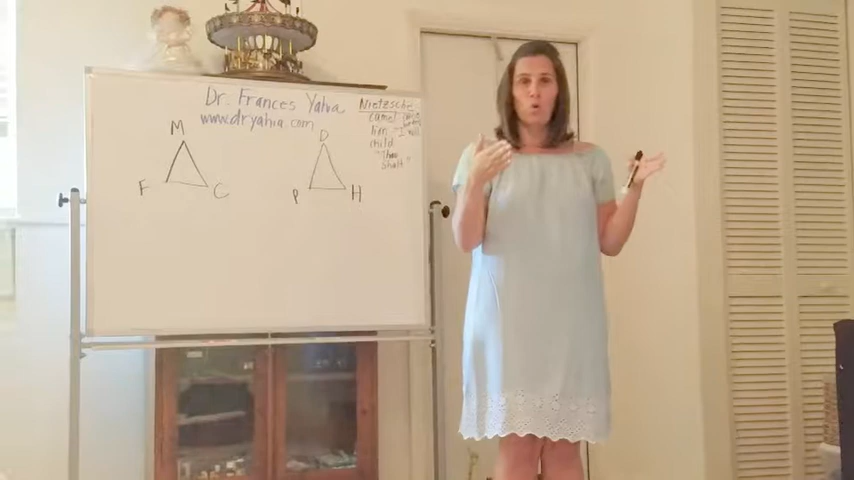 Dr. Frances Yahia
www.dryahia.com
Nietzsche
camel
lion "I will"
child
"Thou
Shalt"
M
F C
D
P H